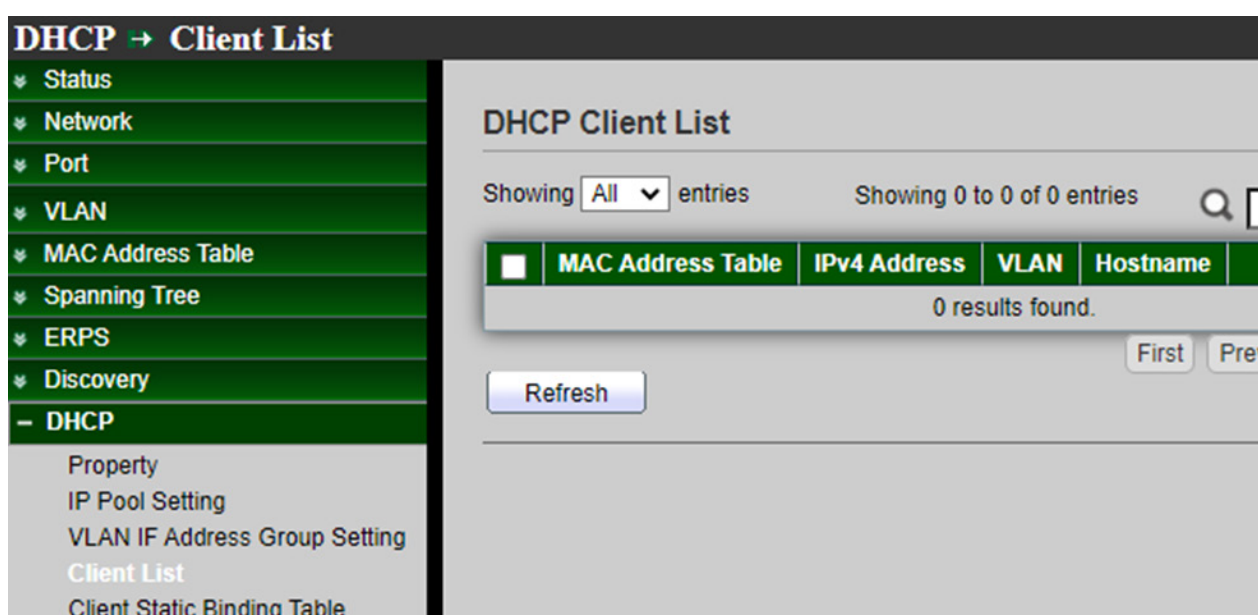 DHCP → Client List
Status
Network
Port
VLAN
MAC Address Table
Spanning Tree
ERPS
Discovery
DHCP
Property
IP Pool Setting
VLAN IF Address Group Setting
Client List
Client Static Binding Table
DHCP Client List
Showing All entries
Showing 0 to 0 of 0 entries
MAC Address Table IPv4 Address VLAN Hostname
0 results found.
First Pre
Refresh